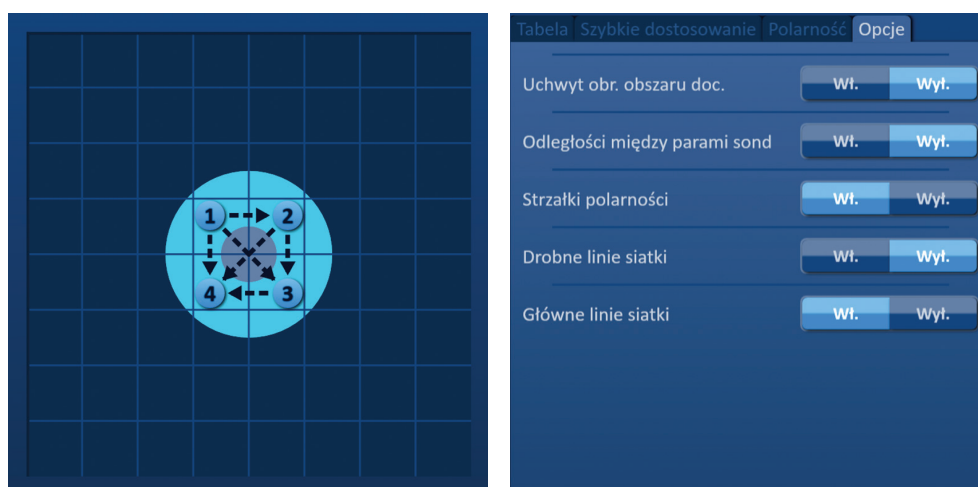 1 2
4 3
Tabela Szybkie dostosowanie Polarność Opcje
Uchwyt obr. obszaru doc. Wł. Wył.
Odległości między parami sond Wł. Wył.
Strzałki polarności Wł. Wył.
Drobne linie siatki Wł. Wył.
Główne linie siatki Wł. Wył.